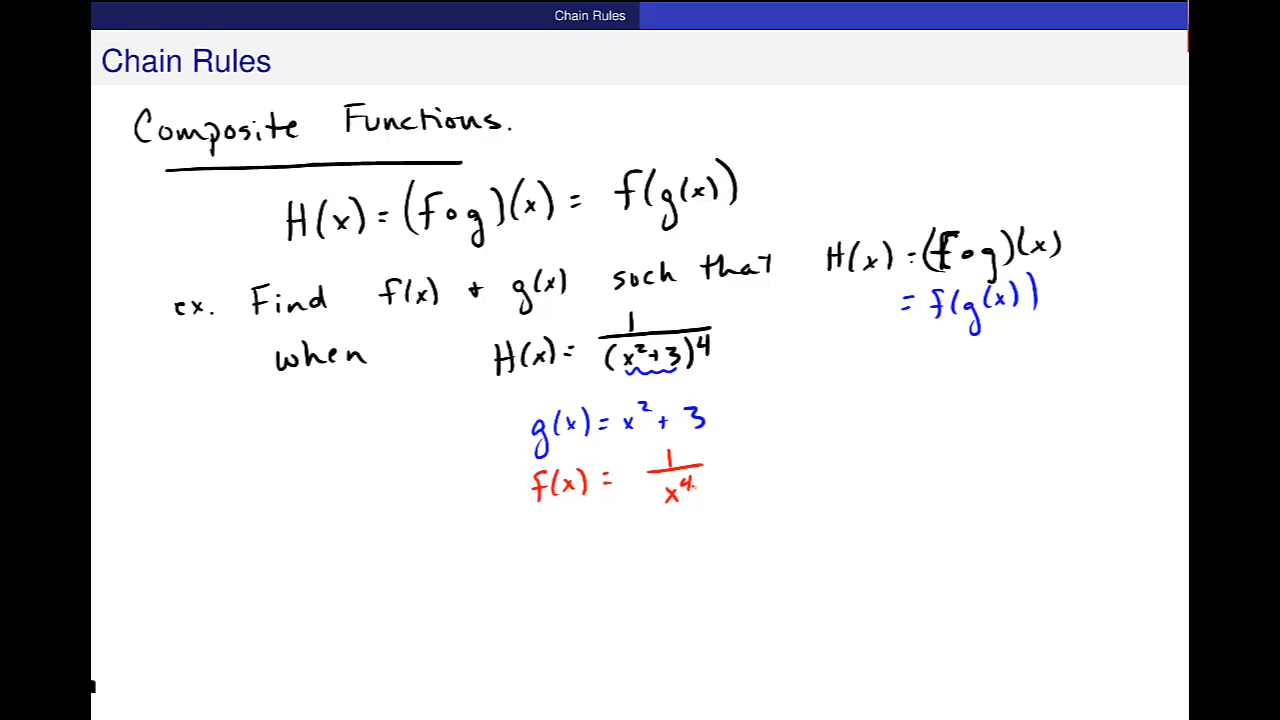 Chain Rules
Chain Rules
Composite Functions.
H(x) = (f∘g)(x) = f(g(x))
ex. Find f(x) + g(x) such that H(x) = (f∘g)(x)
= f(g(x))
when H(x) = 1/(x²+3)⁴
g(x) = x² + 3
f(x) = 1/x⁴